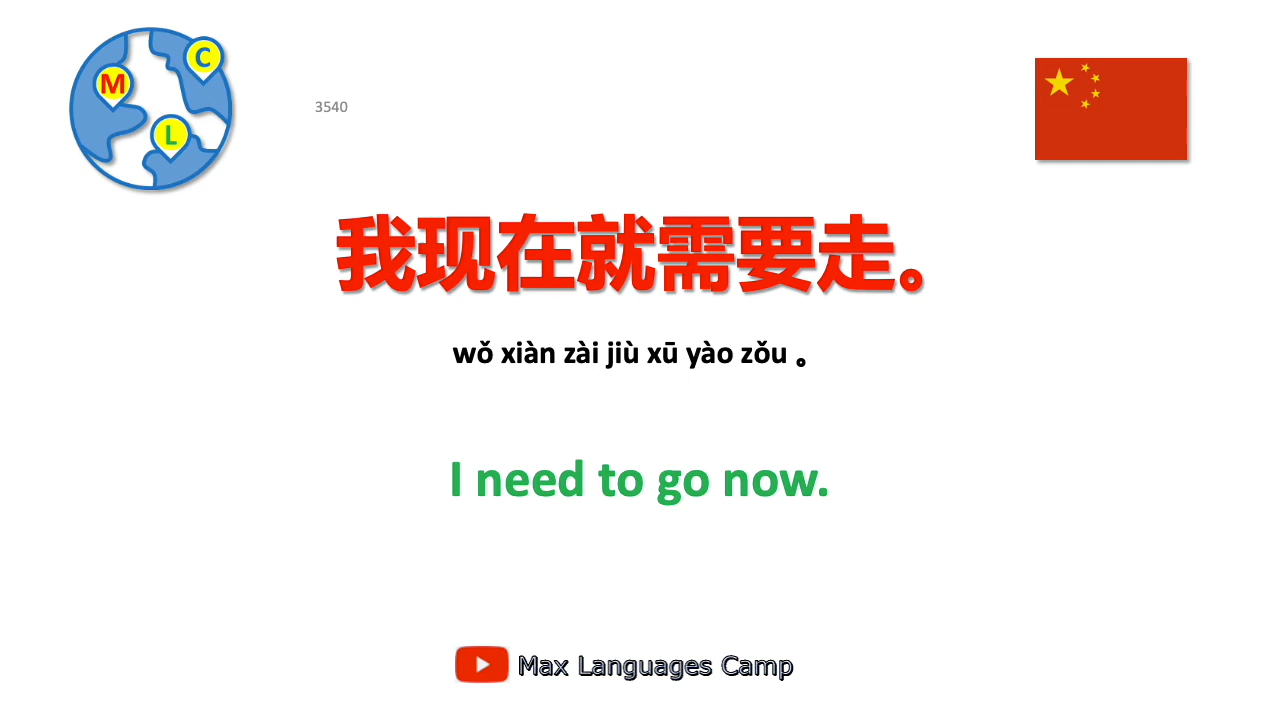 M
C
L
3540
我现在就需要走。
wǒ xiàn zài jiù xū yào zǒu 。
I need to go now.
Max Languages Camp